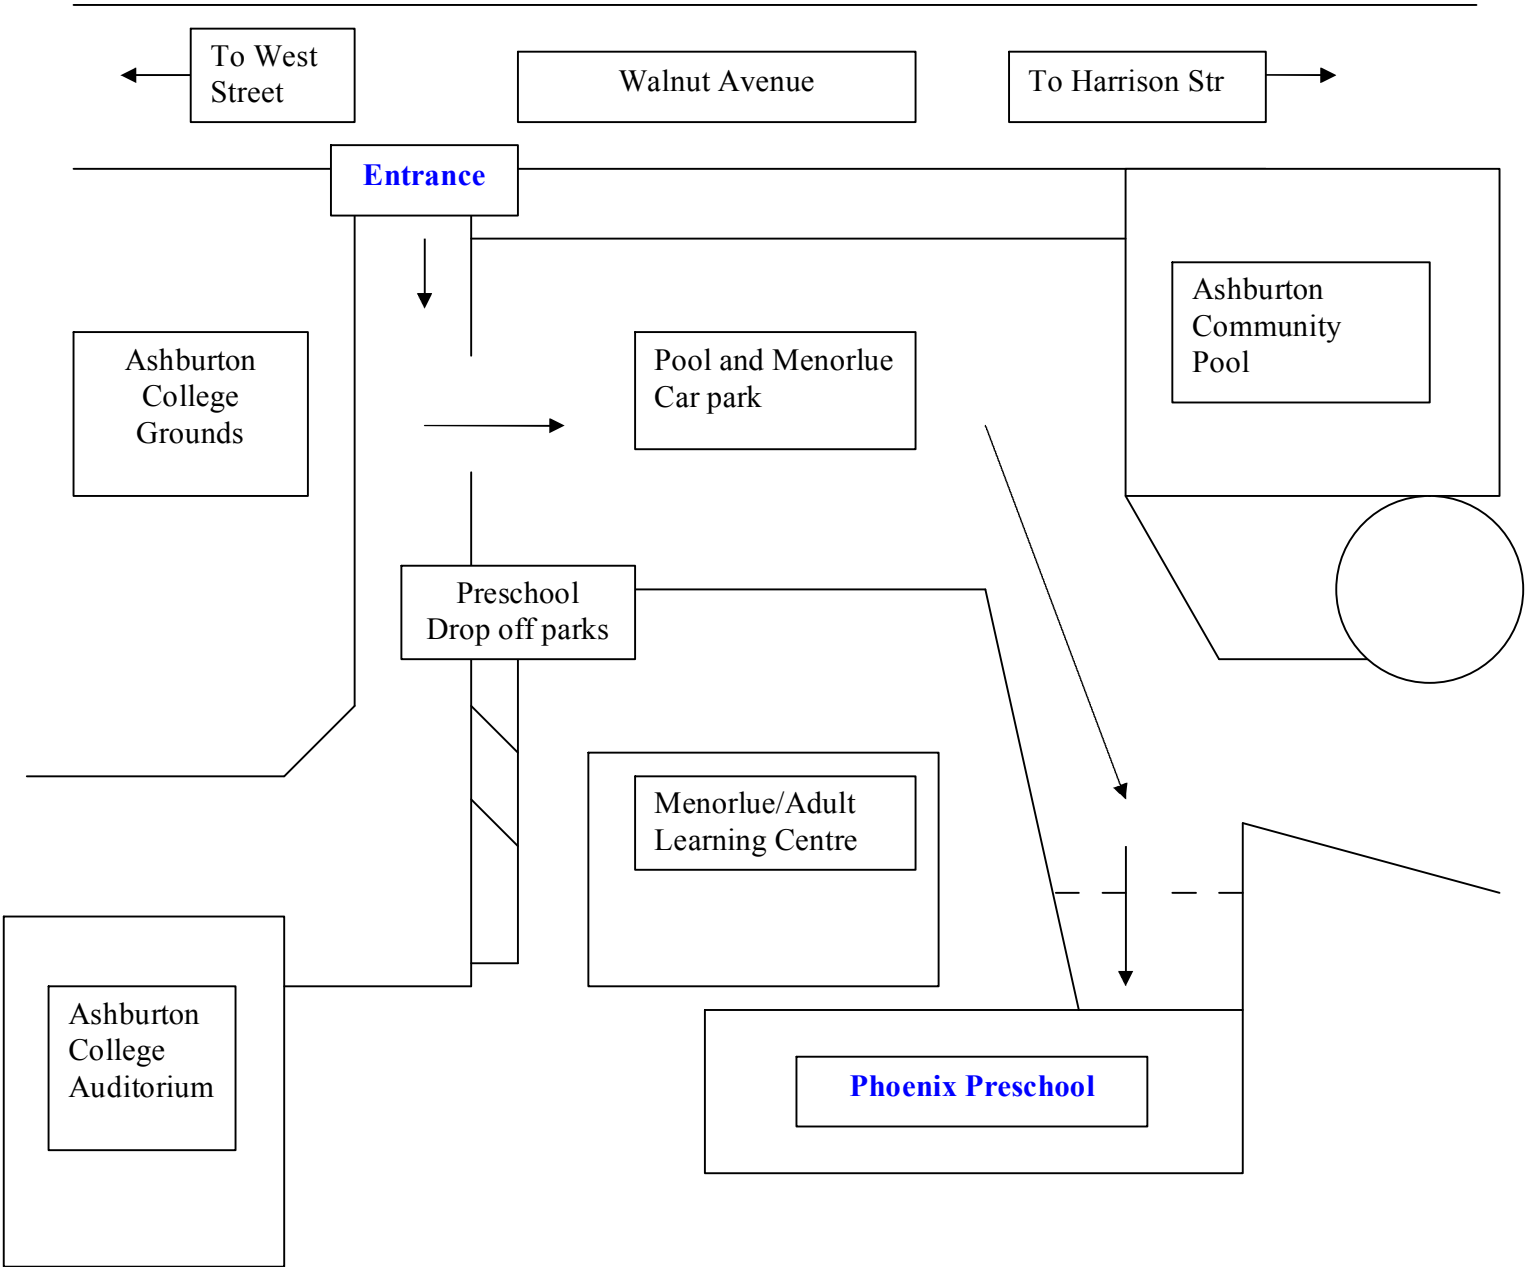 To West
Street
Walnut Avenue
To Harrison Str
Entrance
Ashburton
College
Grounds
Pool and Menorlue
Car park
Ashburton
Community
Pool
Preschool
Drop off parks
Menorlue/Adult
Learning Centre
Ashburton
College
Auditorium
Phoenix Preschool